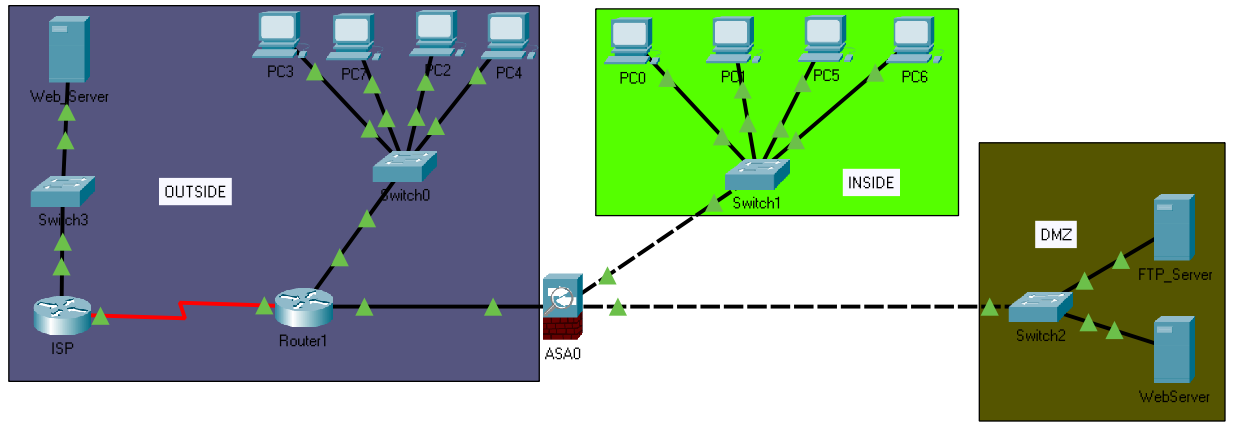 Web_Server
PC3
PC7
PC2
PC4
Switch0
OUTSIDE
Switch3
ISP
Router1
ASA0
PC0
PC1
PC5
PC6
Switch1
INSIDE
DMZ
FTP_Server
Switch2
WebServer